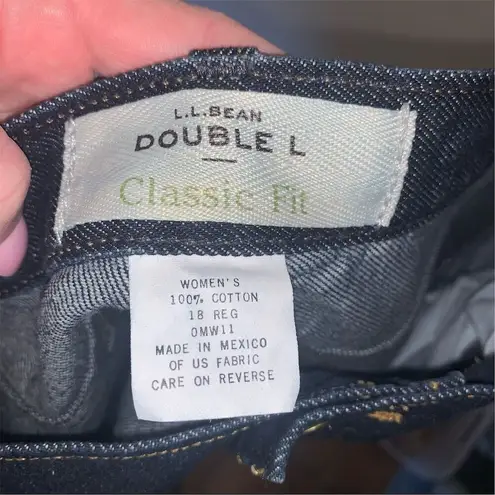 L.L.BEAN
DOUBLE L
Classic Fit
WOMEN'S
100% COTTON
18 REG
0MW11
MADE IN MEXICO
OF US FABRIC
CARE ON REVERSE